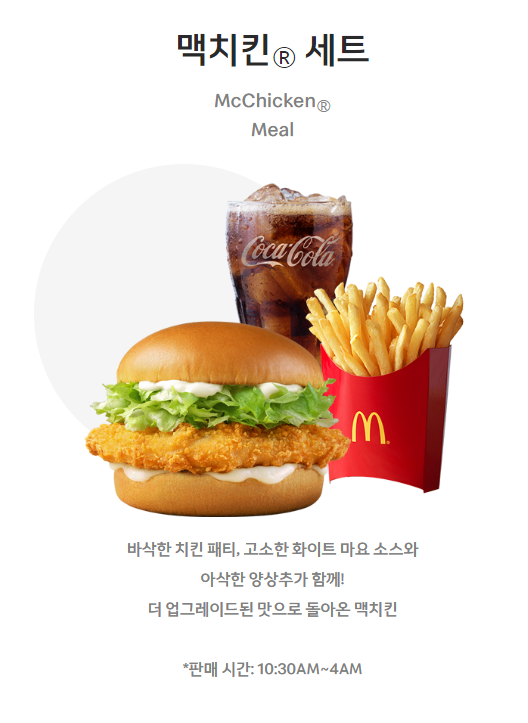 맥치킨® 세트
McChicken®
Meal
Coca-Cola
M
바삭한 치킨 패티, 고소한 화이트 마요 소스와
아삭한 양상추가 함께!
더 업그레이드된 맛으로 돌아온 맥치킨
*판매 시간: 10:30AM~4AM